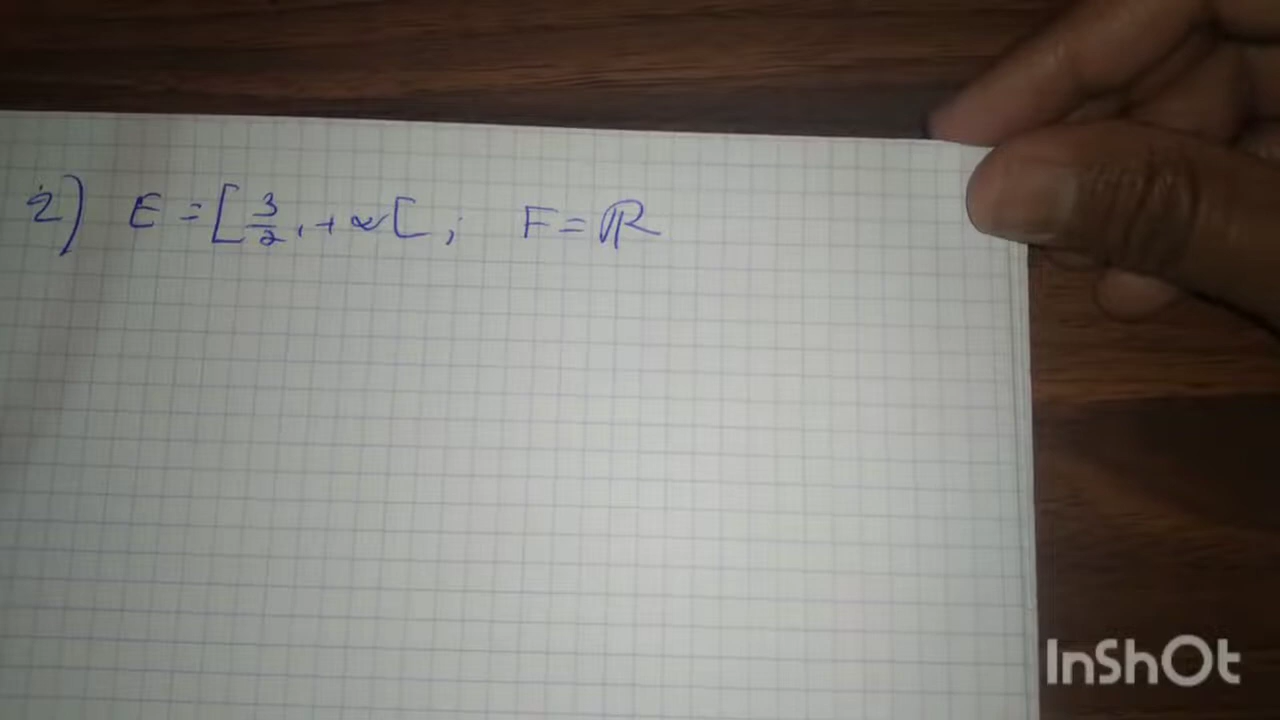 2) E = [3/2, +∞[ ; F = ℝ
InShOt